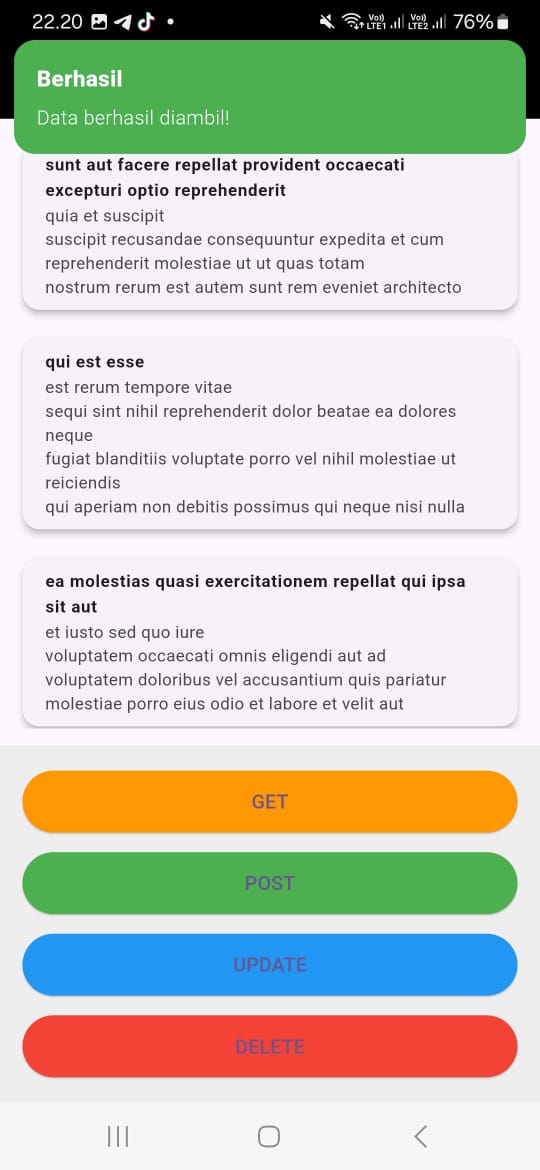 22.20
Vo)) LTE1
Vo)) LTE2
76%
Berhasil
Data berhasil diambil!
sunt aut facere repellat provident occaecati
excepturi optio reprehenderit
quia et suscipit
suscipit recusandae consequuntur expedita et cum
reprehenderit molestiae ut ut quas totam
nostrum rerum est autem sunt rem eveniet architecto
qui est esse
est rerum tempore vitae
sequi sint nihil reprehenderit dolor beatae ea dolores
neque
fugiat blanditiis voluptate porro vel nihil molestiae ut
reiciendis
qui aperiam non debitis possimus qui neque nisi nulla
ea molestias quasi exercitationem repellat qui ipsa
sit aut
et iusto sed quo iure
voluptatem occaecati omnis eligendi aut ad
voluptatem doloribus vel accusantium quis pariatur
molestiae porro eius odio et labore et velit aut
GET
POST
UPDATE
DELETE